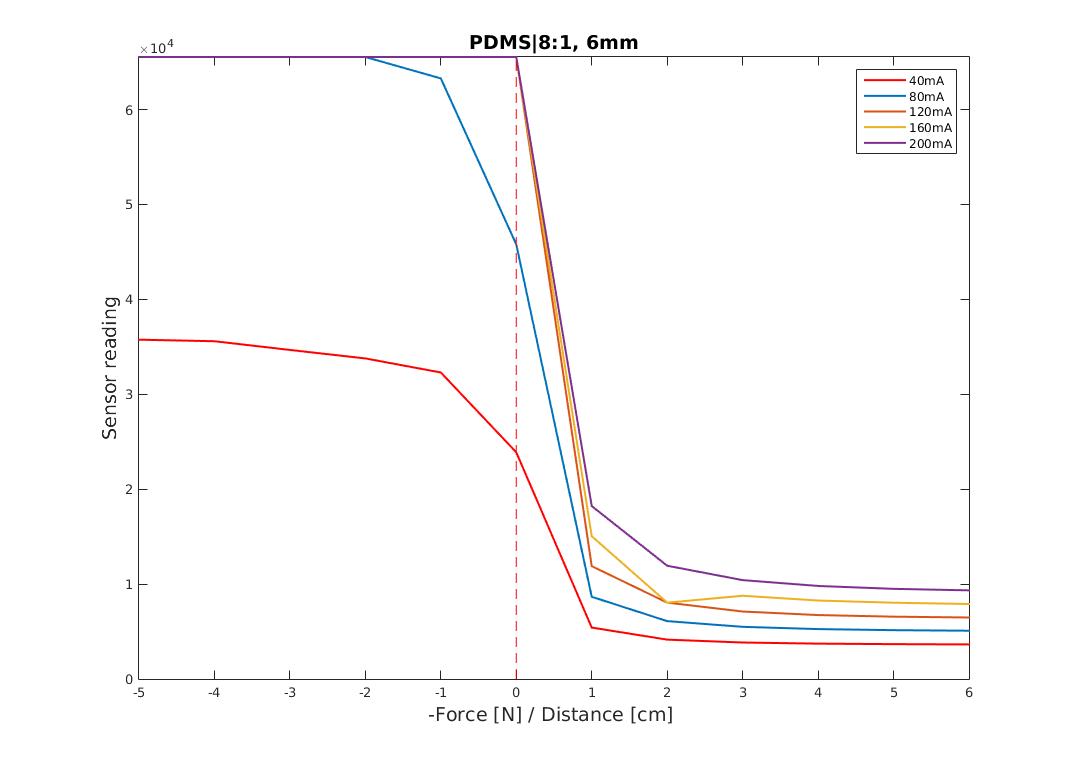 PDMS|8:1, 6mm
×10^4
6
5
4
3
2
1
0
Sensor reading
-5 -4 -3 -2 -1 0 1 2 3 4 5 6
-Force [N] / Distance [cm]
40mA
80mA
120mA
160mA
200mA